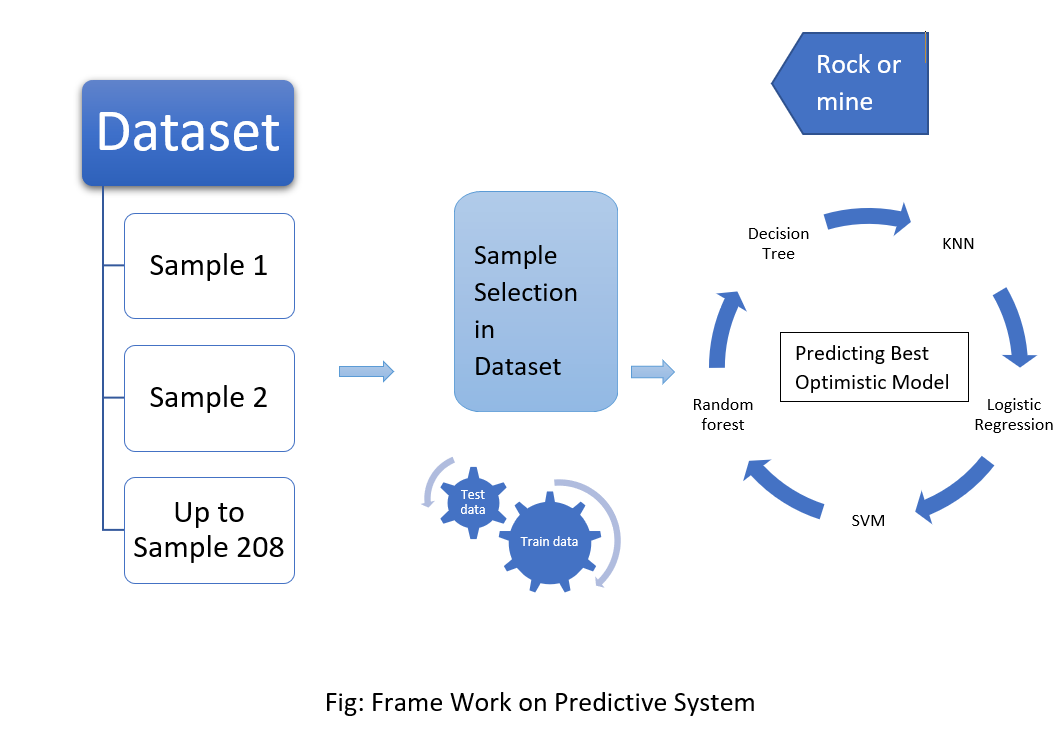 Dataset
Sample 1
Sample 2
Up to
Sample 208
Sample
Selection
in
Dataset
Test
data
Train data
Rock or
mine
Decision
Tree
KNN
Logistic
Regression
SVM
Random
forest
Predicting Best
Optimistic Model
Fig: Frame Work on Predictive System